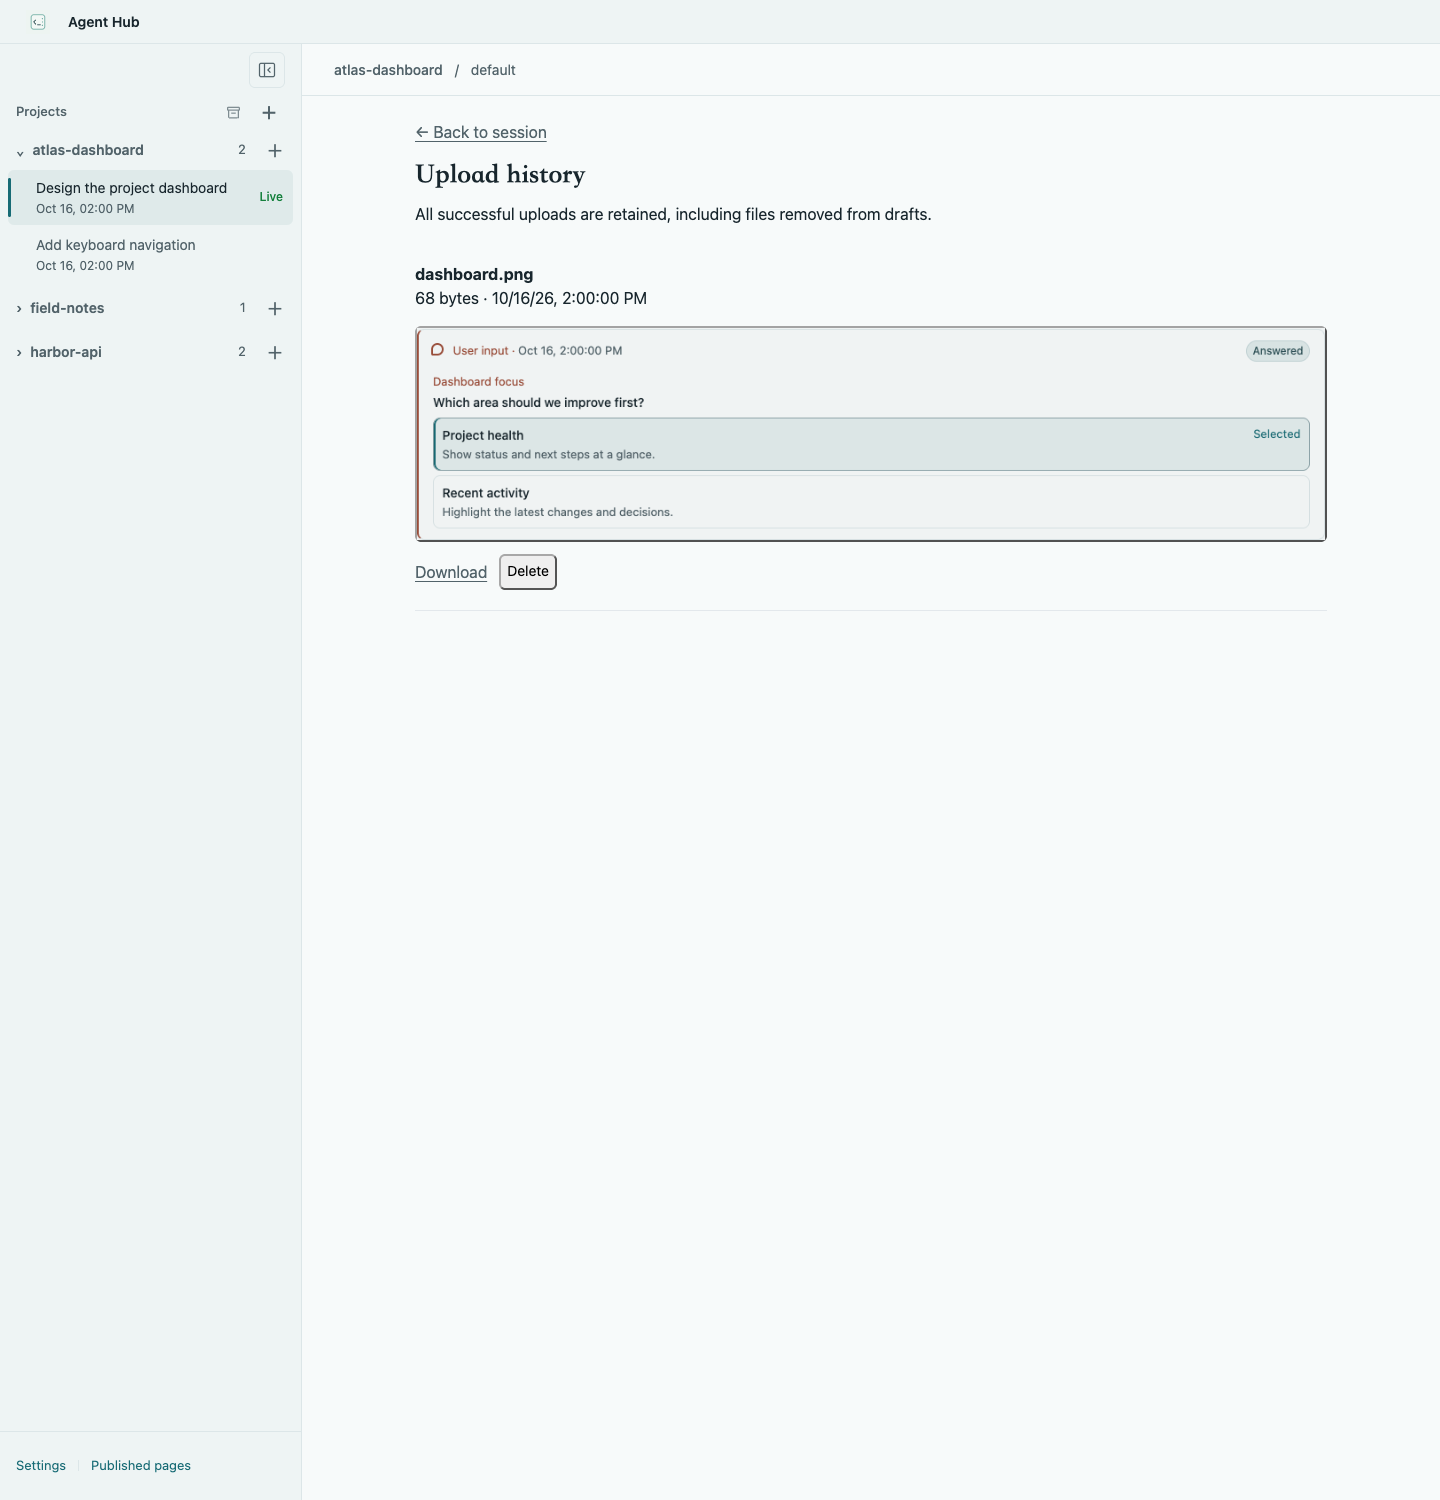 Agent Hub
atlas-dashboard / default
Projects
atlas-dashboard 2
Design the project dashboard
Live
Oct 16, 02:00 PM
Add keyboard navigation
Oct 16, 02:00 PM
field-notes 1
harbor-api 2
Settings Published pages
← Back to session
Upload history
All successful uploads are retained, including files removed from drafts.
dashboard.png
68 bytes · 10/16/26, 2:00:00 PM
User input · Oct 16, 2:00:00 PM Answered
Dashboard focus
Which area should we improve first?
Project health Selected
Show status and next steps at a glance.
Recent activity
Highlight the latest changes and decisions.
Download Delete